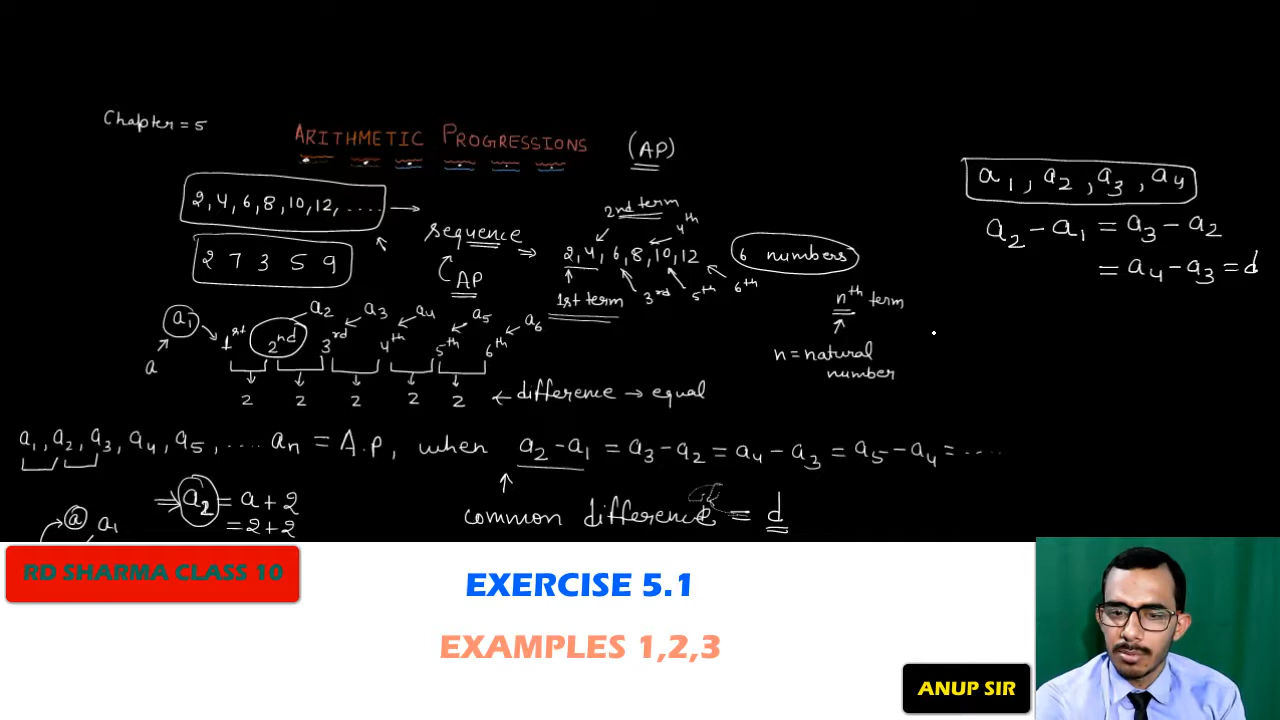 Chapter = 5
ARITHMETIC PROGRESSIONS (AP)
2, 4, 6, 8, 10, 12, .... →
2 7 3 5 9
sequence ⇒
AP
2nd term
4th
2, 4, 6, 8, 10, 12
6 numbers
1st term
3rd
5th
6th
nth term
n = natural
number
a1, a2, a3, a4
a2 - a1 = a3 - a2
= a4 - a3 = d
a1 a2 a3 a4 a5 a6
a
1st 2nd 3rd 4th 5th 6th
2 2 2 2 2 ← difference → equal
a1, a2, a3, a4, a5, .... an = A.P, when a2 - a1 = a3 - a2 = a4 - a3 = a5 - a4 = ....
⇒ a2 = a + 2
= 2 + 2
common difference = d
a a1
RD SHARMA CLASS 10
EXERCISE 5.1
EXAMPLES 1,2,3
ANUP SIR